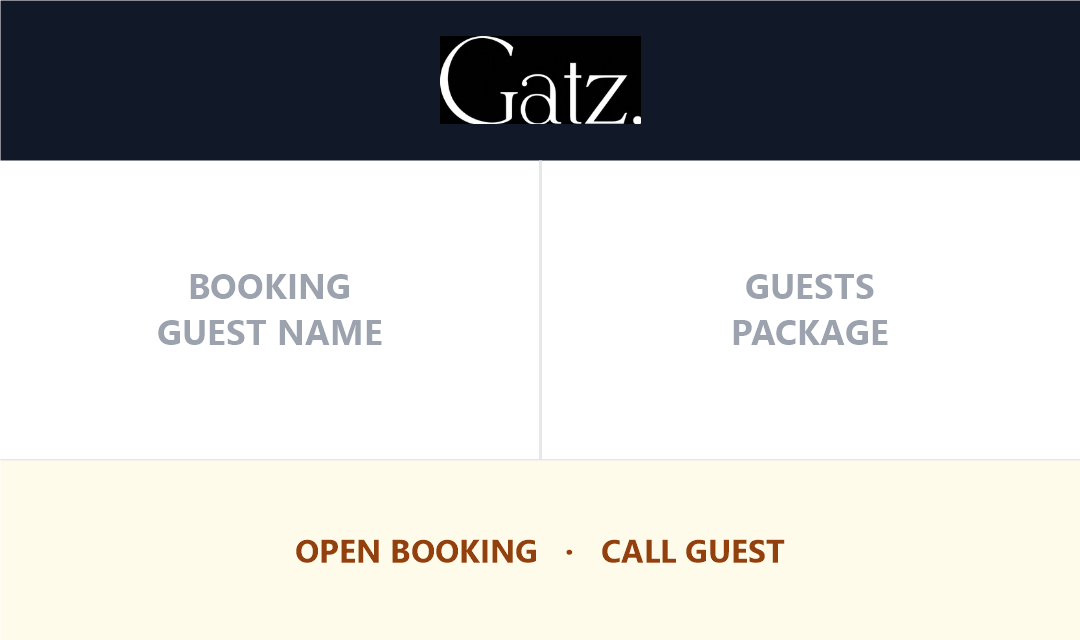 Gatz.
BOOKING
GUEST NAME
GUESTS
PACKAGE
OPEN BOOKING · CALL GUEST